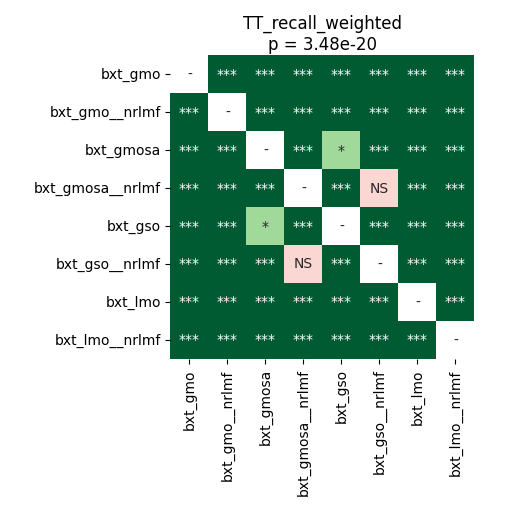 TT_recall_weighted
p = 3.48e-20
bxt_gmo - *** *** *** *** *** *** ***
bxt_gmo__nrlmf *** - *** *** *** *** *** ***
bxt_gmosa *** *** - *** * *** *** ***
bxt_gmosa__nrlmf *** *** *** - *** NS *** ***
bxt_gso *** *** * *** - *** *** ***
bxt_gso__nrlmf *** *** *** NS *** - *** ***
bxt_lmo *** *** *** *** *** *** - ***
bxt_lmo__nrlmf *** *** *** *** *** *** *** -
bxt_gmo
bxt_gmo__nrlmf
bxt_gmosa
bxt_gmosa__nrlmf
bxt_gso
bxt_gso__nrlmf
bxt_lmo
bxt_lmo__nrlmf